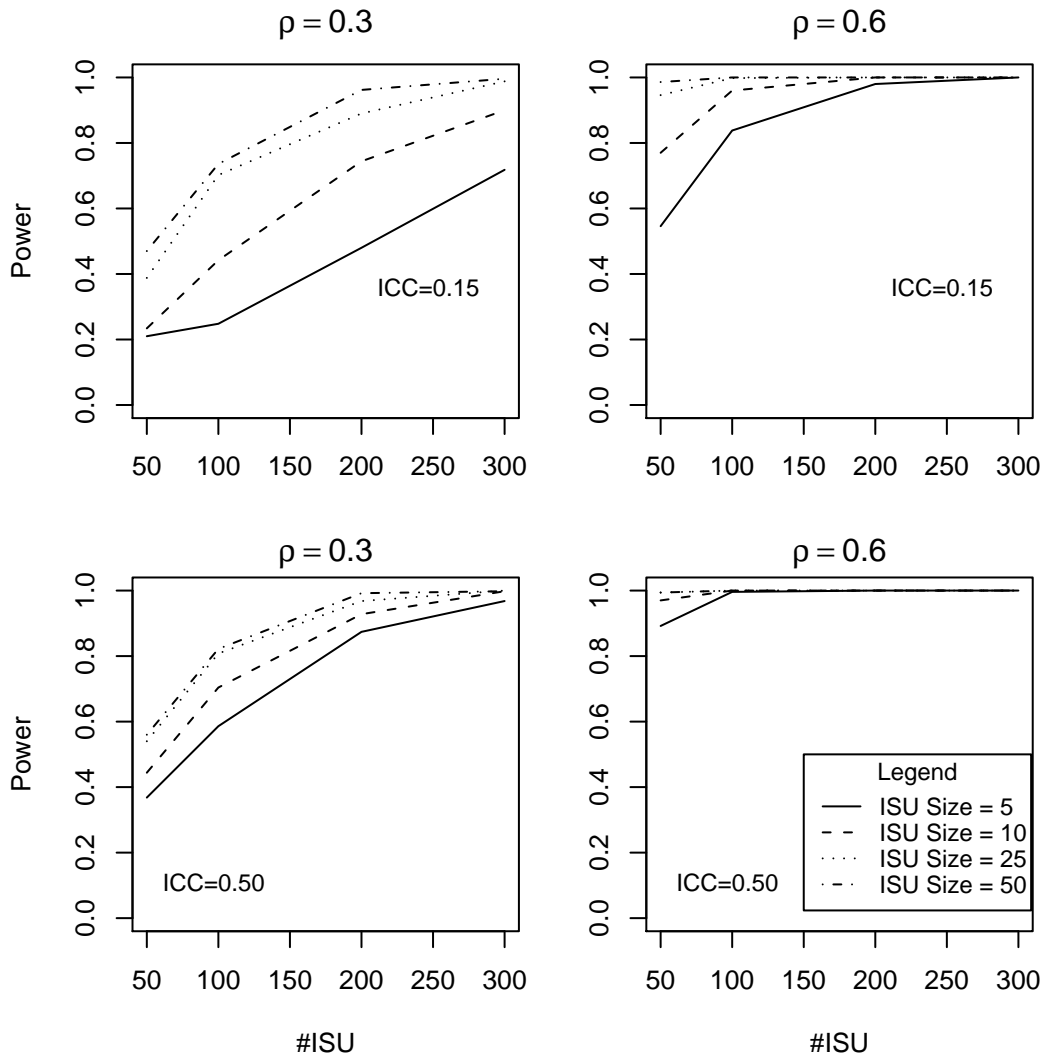 ρ = 0.3
Power
1.0
0.8
0.6
0.4
0.2
0.0
ICC=0.15
50 100 150 200 250 300
ρ = 0.6
1.0
0.8
0.6
0.4
0.2
0.0
ICC=0.15
50 100 150 200 250 300
ρ = 0.3
Power
1.0
0.8
0.6
0.4
0.2
0.0
ICC=0.50
50 100 150 200 250 300
#ISU
ρ = 0.6
1.0
0.8
0.6
0.4
0.2
0.0
ICC=0.50
Legend
ISU Size = 5
ISU Size = 10
ISU Size = 25
ISU Size = 50
50 100 150 200 250 300
#ISU